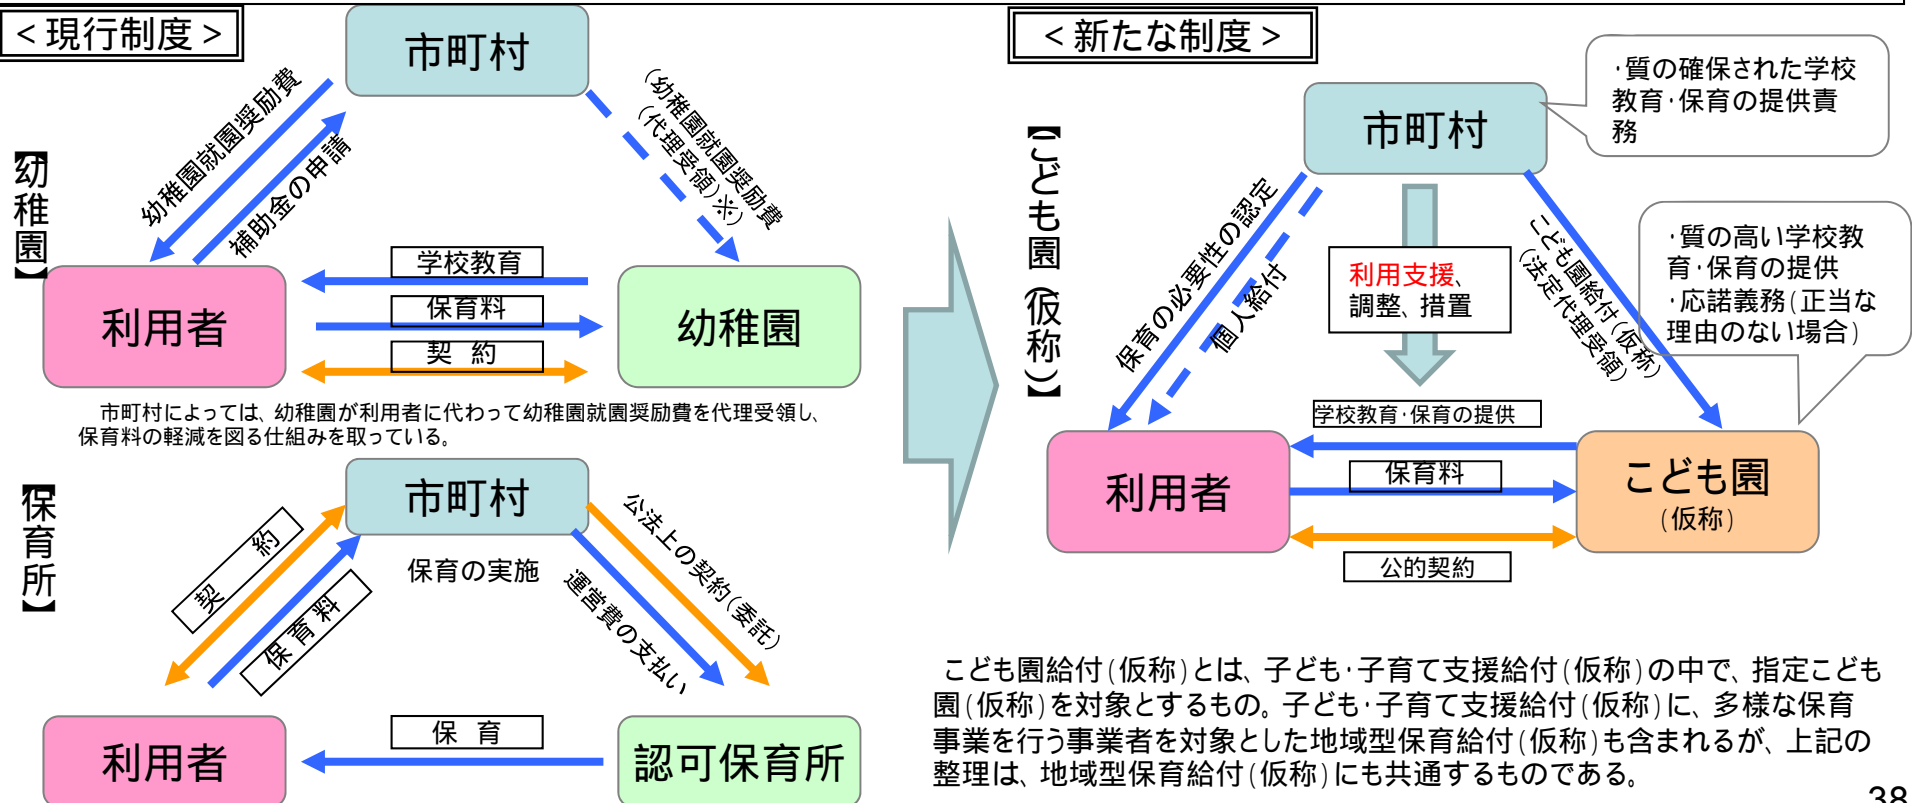 ＜現行制度＞
市町村
【幼稚園】
幼稚園就園奨励費
補助金の申請
(幼稚園就園奨励費
(代理受領)※)
学校教育
保育料
契 約
利用者
幼稚園
市町村によっては、幼稚園が利用者に代わって幼稚園就園奨励費を代理受領し、
保育料の軽減を図る仕組みを取っている。
【保育所】
市町村
保育の実施
契 約
保育料
公法上の契約(委託)
運営費の支払い
利用者
保 育
認可保育所
＜新たな制度＞
【こども園(仮称)】
市町村
・質の確保された学校
教育・保育の提供責
務
保育の必要性の認定
個人給付
利用支援、
調整、措置
こども園給付(仮称)
(法定代理受領)
・質の高い学校教
育・保育の提供
・応諾義務(正当な
理由のない場合)
学校教育・保育の提供
保育料
公的契約
利用者
こども園
(仮称)
こども園給付(仮称)とは、子ども・子育て支援給付(仮称)の中で、指定こども
園(仮称)を対象とするもの。子ども・子育て支援給付(仮称)に、多様な保育
事業を行う事業者を対象とした地域型保育給付(仮称)も含まれるが、上記の
整理は、地域型保育給付(仮称)にも共通するものである。
38